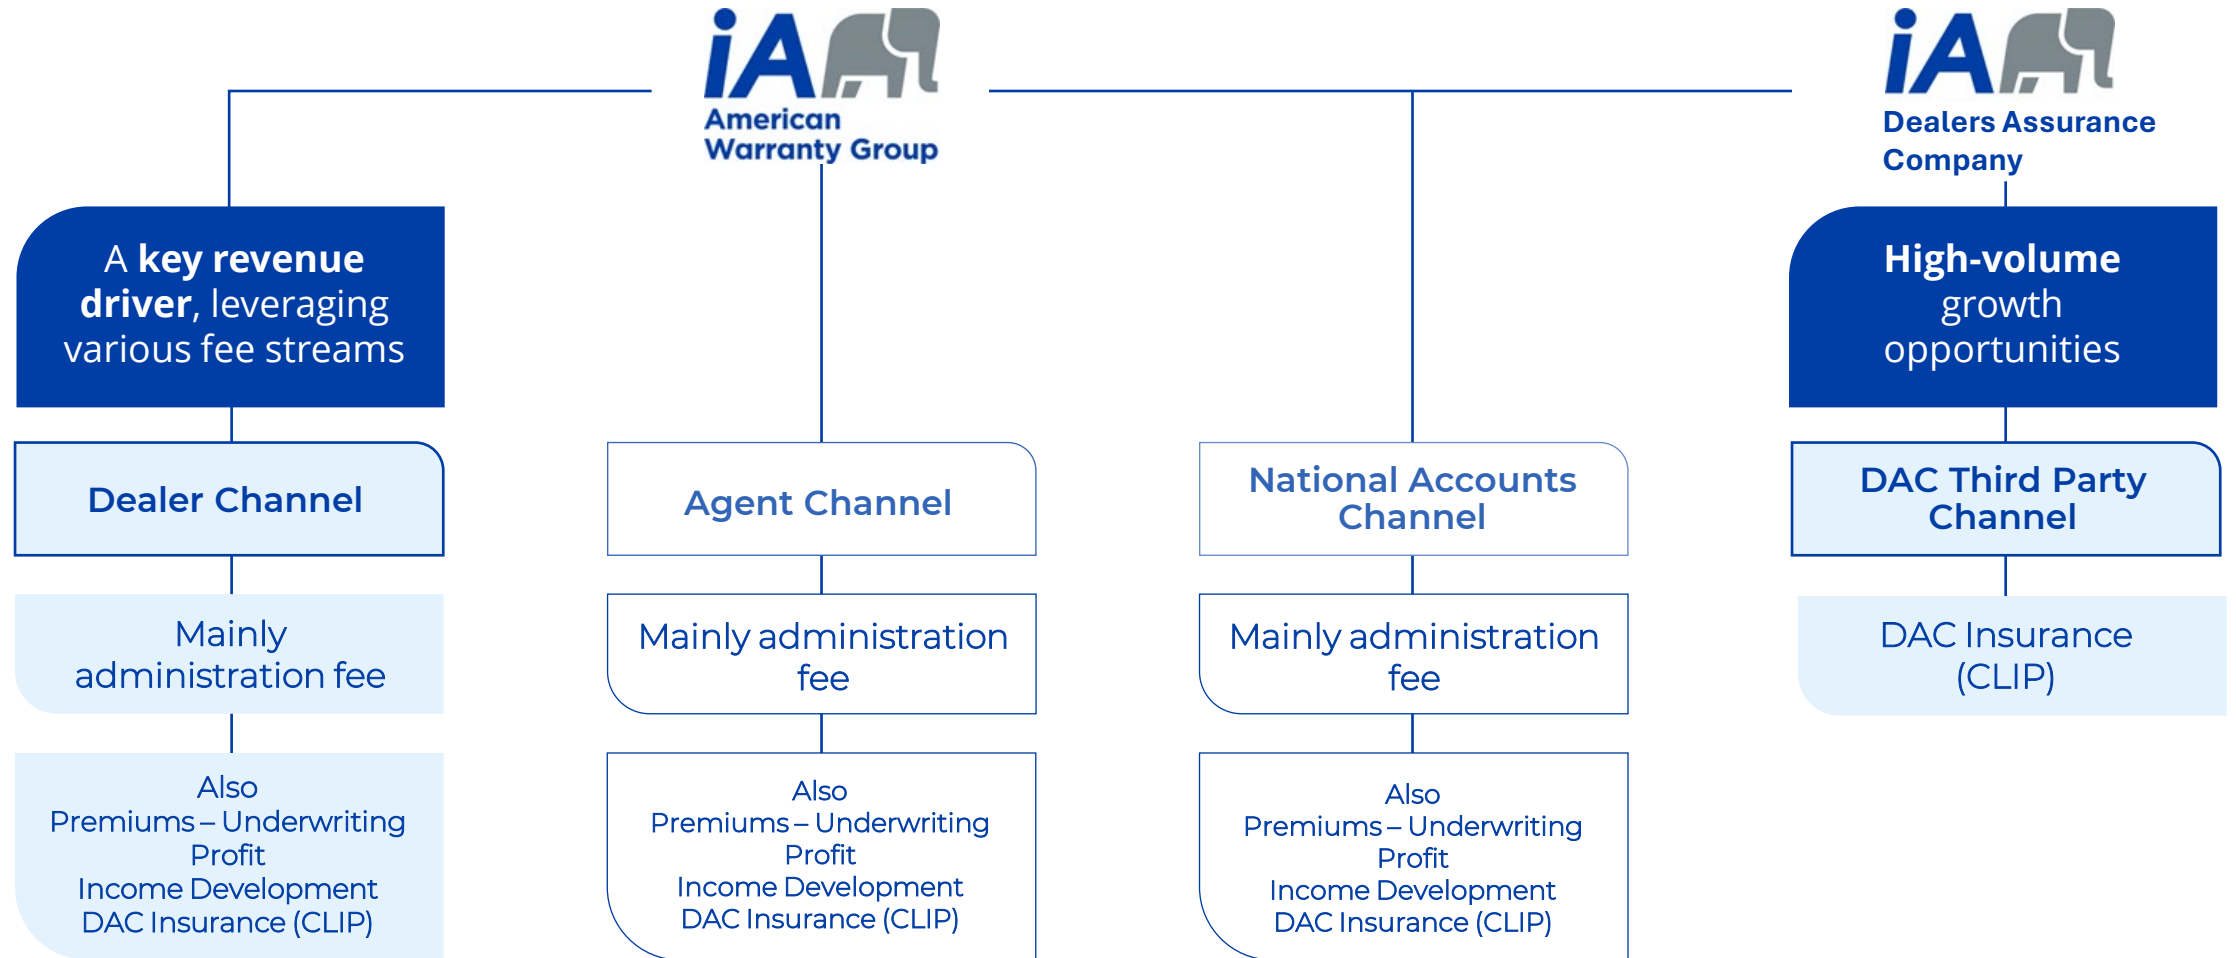 iA
American
Warranty Group
iA
Dealers Assurance
Company
A key revenue
driver, leveraging
various fee streams
High-volume
growth
opportunities
Dealer Channel
Agent Channel
National Accounts
Channel
DAC Third Party
Channel
Mainly
administration fee
Mainly administration
fee
Mainly administration
fee
DAC Insurance
(CLIP)
Also
Premiums – Underwriting
Profit
Income Development
DAC Insurance (CLIP)
Also
Premiums – Underwriting
Profit
Income Development
DAC Insurance (CLIP)
Also
Premiums – Underwriting
Profit
Income Development
DAC Insurance (CLIP)